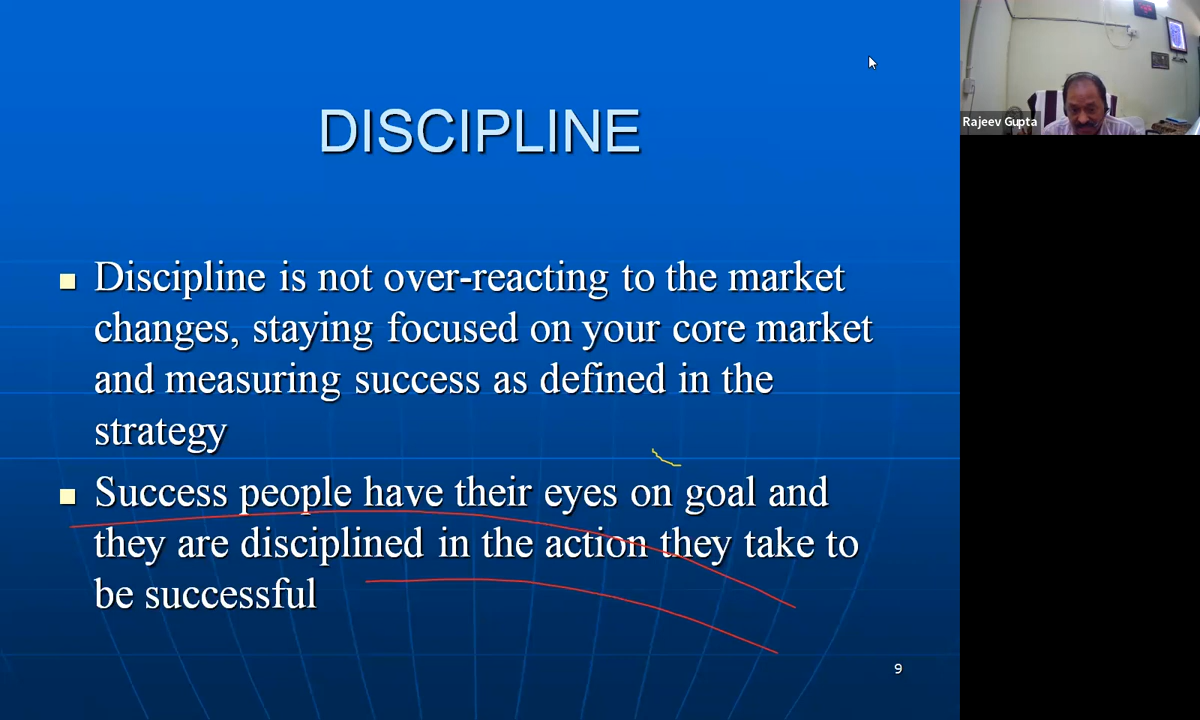 DISCIPLINE
Discipline is not over-reacting to the market
changes, staying focused on your core market
and measuring success as defined in the
strategy
Success people have their eyes on goal and
they are disciplined in the action they take to
be successful
9
Rajeev Gupta